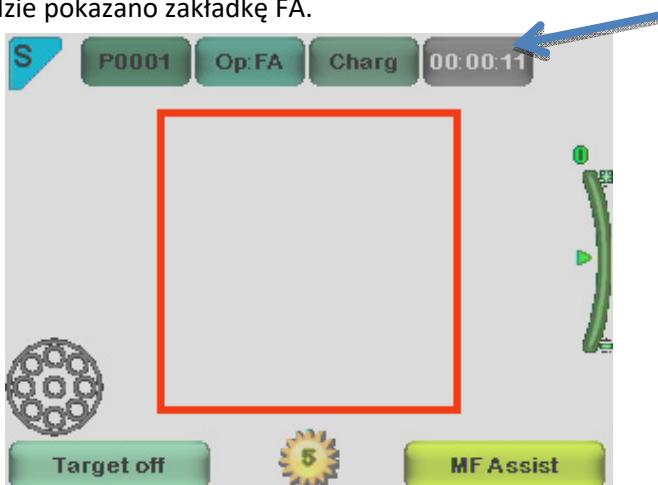 dzie pokazano zakładkę FA.
S P0001 Op:FA Charg 00:00:11
0
Target off 5 MF Assist